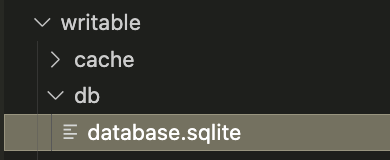 writable
cache
db
database.sqlite